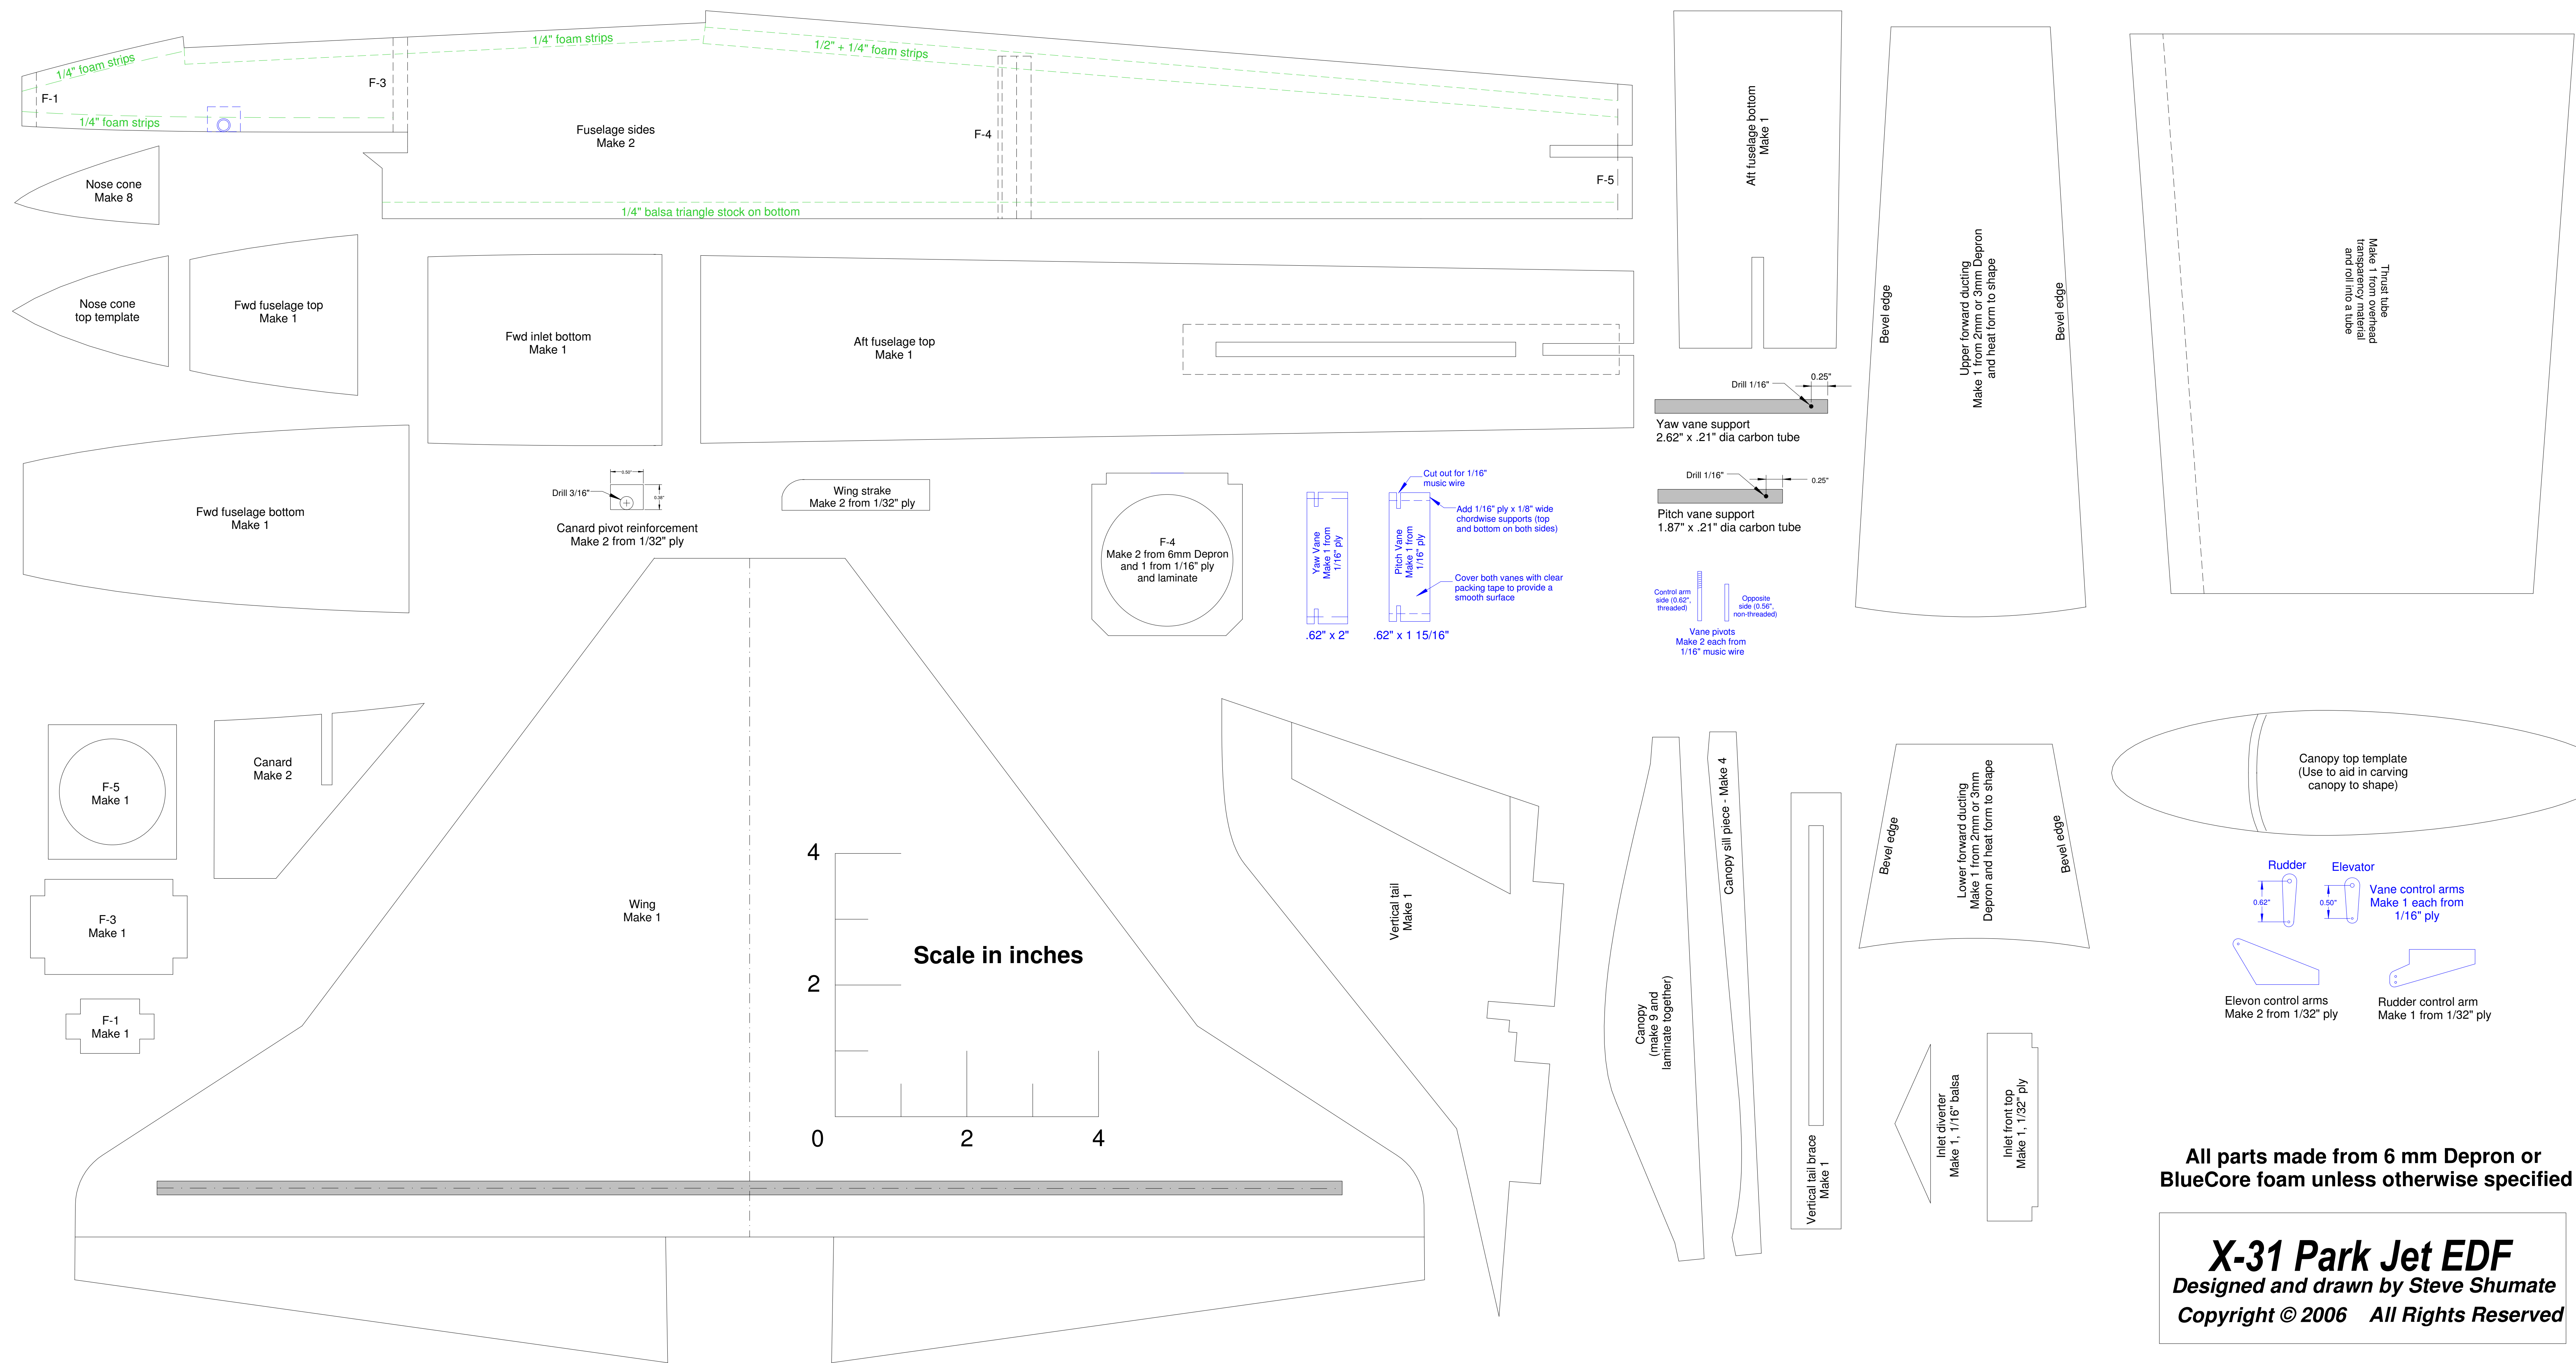 1/4" foam strips
1/4" foam strips
1/2" + 1/4" foam strips
F-1
F-3
1/4" foam strips
Fuselage sides
Make 2
F-4
F-5
1/4" balsa triangle stock on bottom
Nose cone
Make 8
Nose cone
top template
Fwd fuselage top
Make 1
Fwd inlet bottom
Make 1
Aft fuselage top
Make 1
Aft fuselage bottom
Make 1
Bevel edge
Upper forward ducting
Make 1 from 2mm or 3mm Depron
and heat form to shape
Bevel edge
Thrust tube
Make 1 from overhead
transparency material
and roll into a tube
Drill 1/16"
0.25"
Yaw vane support
2.62" x .21" dia carbon tube
Drill 1/16"
0.25"
Pitch vane support
1.87" x .21" dia carbon tube
Fwd fuselage bottom
Make 1
0.50"
Drill 3/16"
0.38"
Canard pivot reinforcement
Make 2 from 1/32" ply
Wing strake
Make 2 from 1/32" ply
F-4
Make 2 from 6mm Depron
and 1 from 1/16" ply
and laminate
Yaw Vane
Make 1 from
1/16" ply
.62" x 2"
Pitch Vane
Make 1 from
1/16" ply
.62" x 1 15/16"
Cut out for 1/16"
music wire
Add 1/16" ply x 1/8" wide
chordwise supports (top
and bottom on both sides)
Cover both vanes with clear
packing tape to provide a
smooth surface
Control arm
side (0.62",
threaded)
Opposite
side (0.56",
non-threaded)
Vane pivots
Make 2 each from
1/16" music wire
F-5
Make 1
Canard
Make 2
F-3
Make 1
F-1
Make 1
Wing
Make 1
4
2
0
2
4
Scale in inches
Vertical tail
Make 1
Canopy
(make 9 and
laminate together)
Canopy sill piece - Make 4
Vertical tail brace
Make 1
Bevel edge
Lower forward ducting
Make 1 from 2mm or 3mm
Depron and heat form to shape
Bevel edge
Inlet diverter
Make 1, 1/16" balsa
Inlet front top
Make 1, 1/32" ply
Canopy top template
(Use to aid in carving
canopy to shape)
Rudder
Elevator
0.62"
0.50"
Vane control arms
Make 1 each from
1/16" ply
Elevon control arms
Make 2 from 1/32" ply
Rudder control arm
Make 1 from 1/32" ply
All parts made from 6 mm Depron or
BlueCore foam unless otherwise specified
X-31 Park Jet EDF
Designed and drawn by Steve Shumate
Copyright © 2006 All Rights Reserved